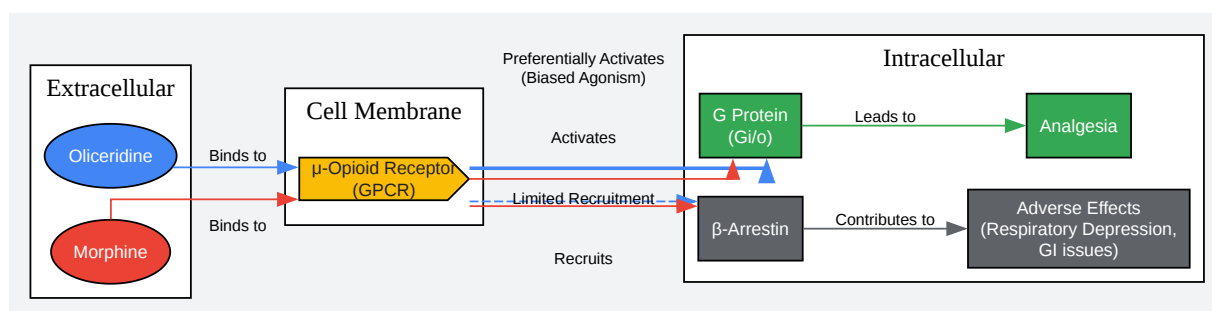 Extracellular
Oliceridine
Morphine
Binds to
Binds to
Cell Membrane
μ-Opioid Receptor
(GPCR)
Preferentially Activates
(Biased Agonism)
Activates
Limited Recruitment
Recruits
Intracellular
G Protein
(Gi/o)
Leads to
Analgesia
β-Arrestin
Contributes to
Adverse Effects
(Respiratory Depression,
GI issues)